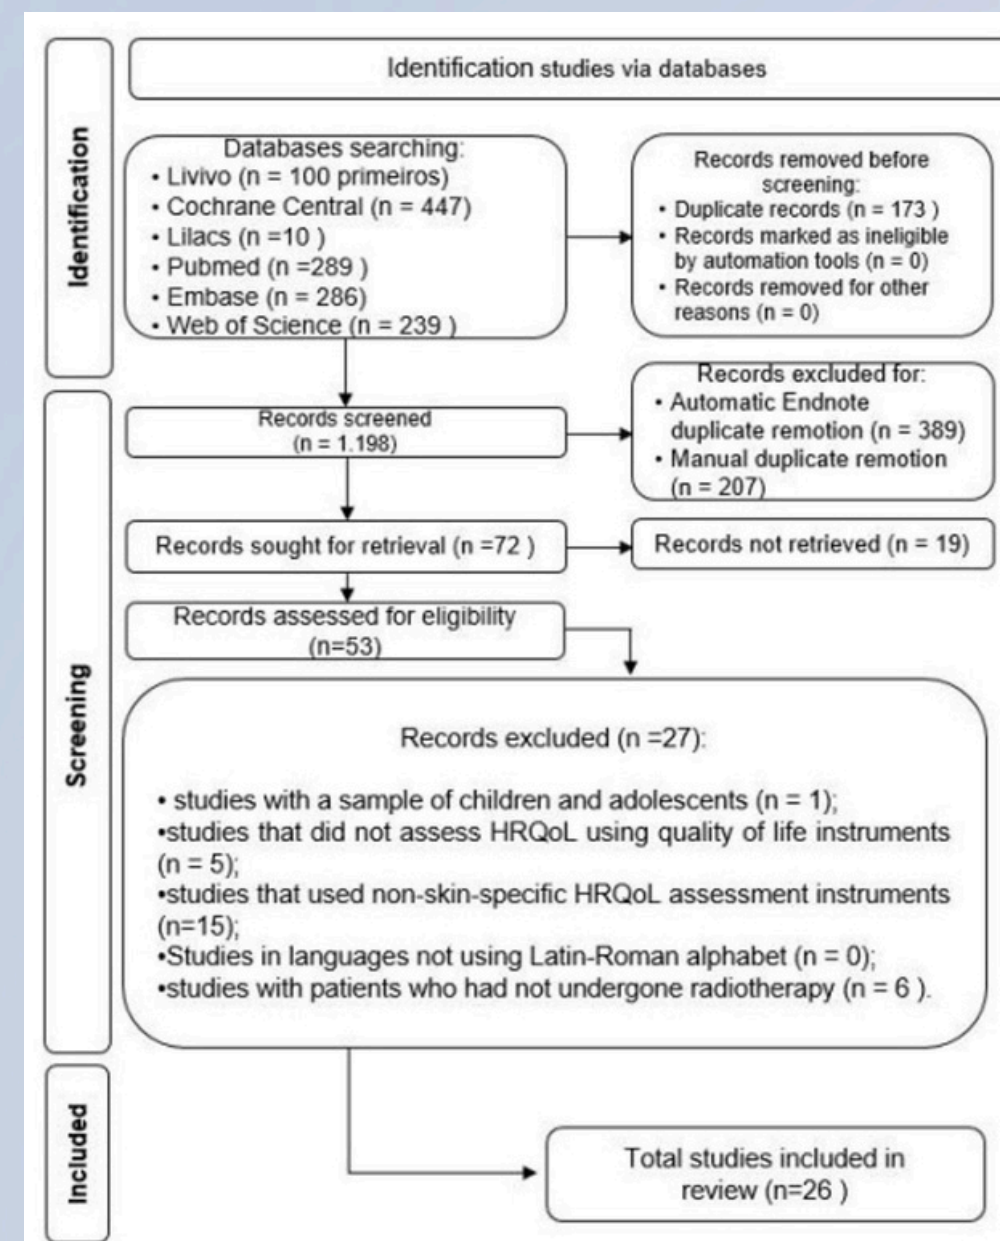 Identification
Identification studies via databases
Databases searching:
• Livivo (n = 100 primeiros)
• Cochrane Central (n = 447)
• Lilacs (n =10 )
• Pubmed (n =289 )
• Embase (n = 286)
• Web of Science (n = 239 )
Records removed before
screening:
• Duplicate records (n = 173 )
• Records marked as ineligible
by automation tools (n = 0)
• Records removed for other
reasons (n = 0)
Screening
Records screened
(n = 1.198)
Records excluded for:
• Automatic Endnote
duplicate remotion (n = 389)
• Manual duplicate remotion
(n = 207)
Records sought for retrieval (n =72 )
Records not retrieved (n = 19)
Records assessed for eligibility
(n=53)
Records excluded (n =27):
• studies with a sample of children and adolescents (n = 1);
•studies that did not assess HRQoL using quality of life instruments
(n = 5);
•studies that used non-skin-specific HRQoL assessment instruments
(n=15);
•Studies in languages not using Latin-Roman alphabet (n = 0);
•studies with patients who had not undergone radiotherapy (n = 6 ).
Included
Total studies included in
review (n=26 )